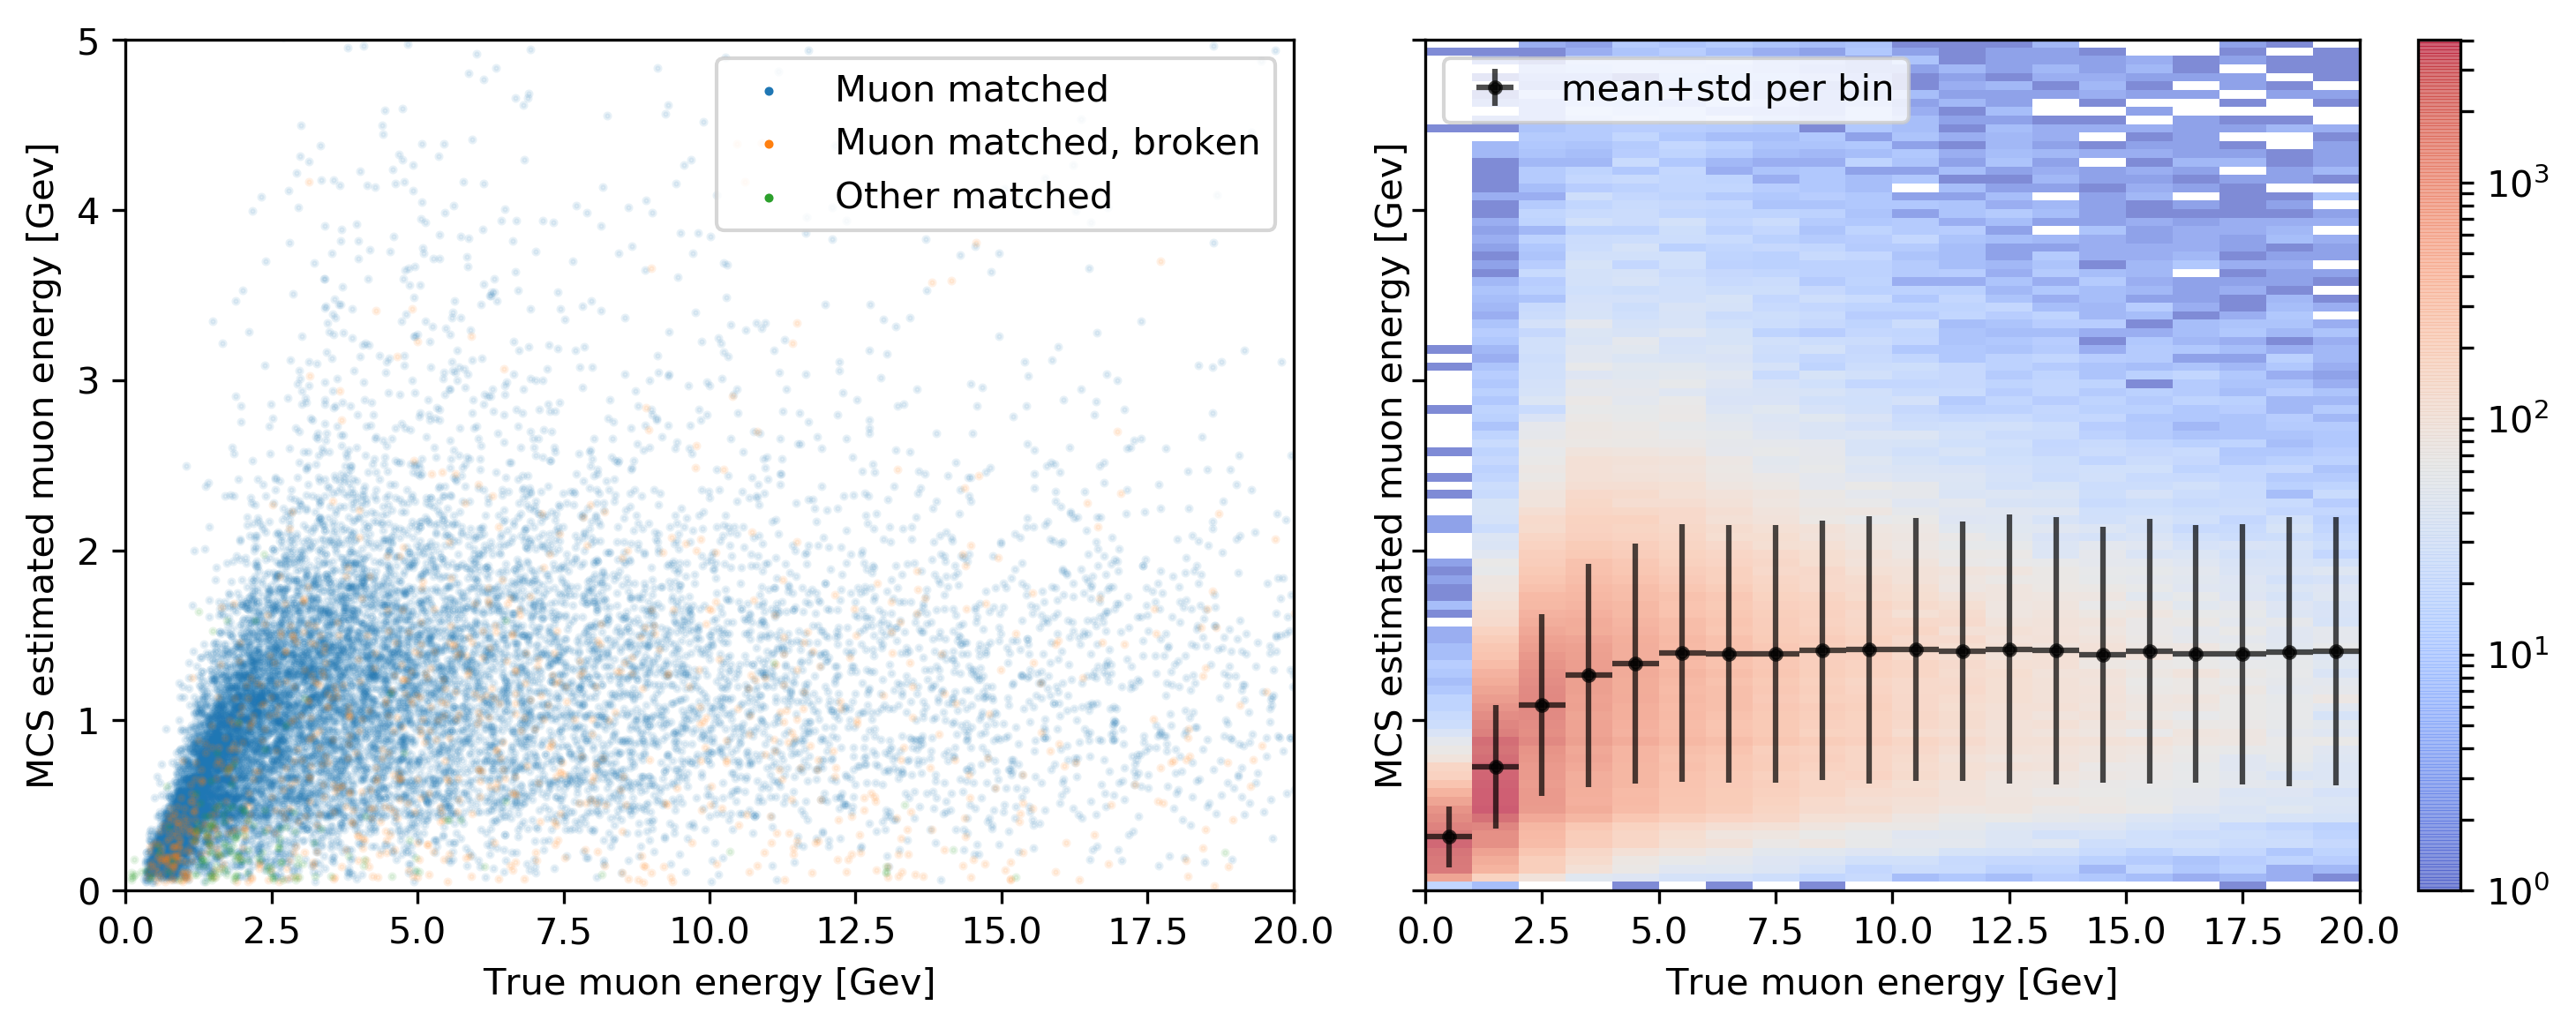 5
4
3
2
1
0
MCS estimated muon energy [Gev]
Muon matched
Muon matched, broken
Other matched
0.0 2.5 5.0 7.5 10.0 12.5 15.0 17.5 20.0
True muon energy [Gev]
MCS estimated muon energy [Gev]
mean+std per bin
0.0 2.5 5.0 7.5 10.0 12.5 15.0 17.5 20.0
True muon energy [Gev]
10³
10²
10¹
10⁰